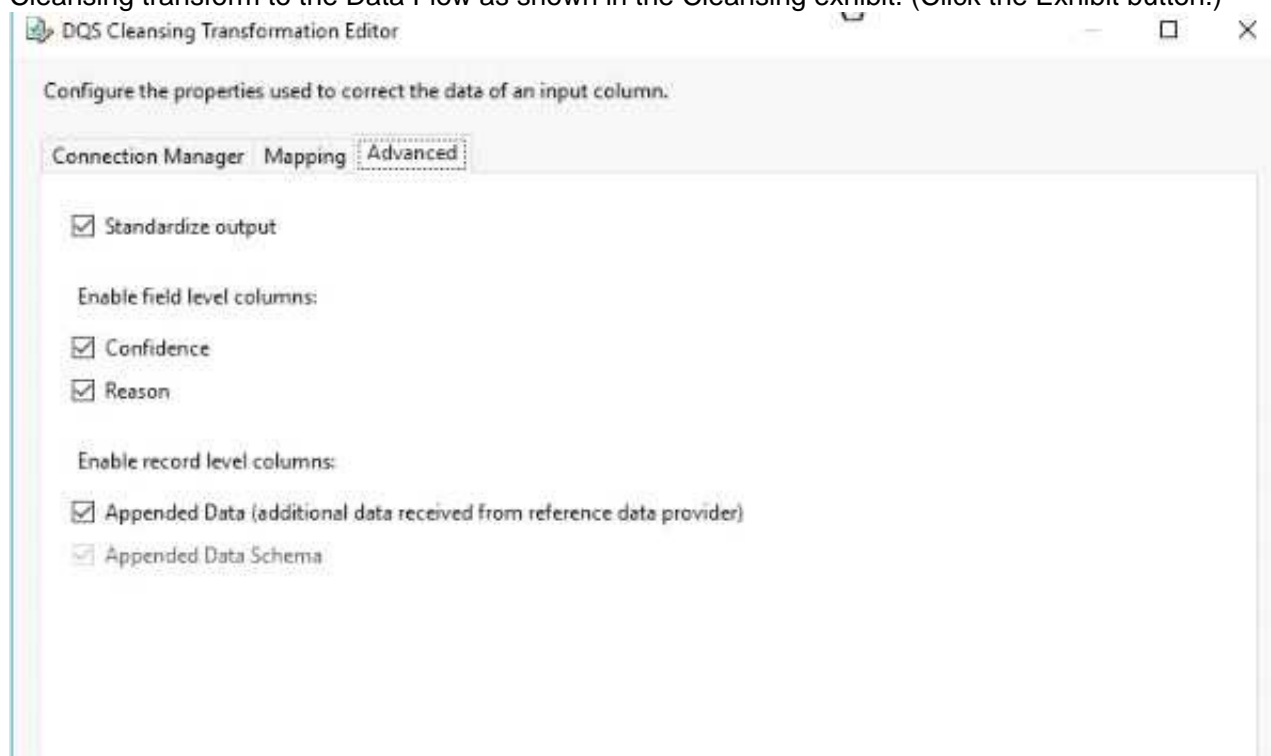 Cleansing transform to the Data Flow as shown in the Cleansing exhibit. (Click the Exhibit button.)
DQS Cleansing Transformation Editor
Configure the properties used to correct the data of an input column.
Connection Manager Mapping Advanced
Standardize output
Enable field level columns:
Confidence
Reason
Enable record level columns:
Appended Data (additional data received from reference data provider)
Appended Data Schema